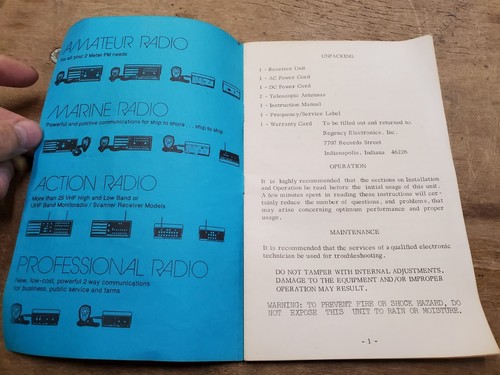 AMATEUR RADIO
for all your 2 Meter FM needs
MARINE RADIO
Powerful and positive communications for ship to shore . . . ship to ship
ACTION RADIO
More than 25 VHF High and Low Band or
UHF Band Monitoradio / Scanner Receiver Models
PROFESSIONAL RADIO
New, low-cost, powerful 2 way communications
for business, public service and farms
UNPACKING
1 - Receiver Unit
1 - AC Power Cord
1 - DC Power Cord
2 - Telescopic Antennas
1 - Instruction Manual
1 - Frequency/Service Label
1 - Warranty Card To be filled out and returned to:
Regency Electronics, Inc.
7707 Records Street
Indianapolis, Indiana 46226
OPERATION
It is highly recommended that the sections on Installation
and Operation be read before the initial usage of this unit.
A few minutes spent in reading these instructions will cer-
tainly reduce the number of questions, and problems, that
may arise concerning optimum performance and proper
usage.
MAINTENANCE
It is recommended that the services of a qualified electronic
technician be used for troubleshooting.
DO NOT TAMPER WITH INTERNAL ADJUSTMENTS,
DAMAGE TO THE EQUIPMENT AND/OR IMPROPER
OPERATION MAY RESULT.
WARNING: TO PREVENT FIRE OR SHOCK HAZARD, DO
NOT EXPOSE THIS UNIT TO RAIN OR MOISTURE.
- 1 -